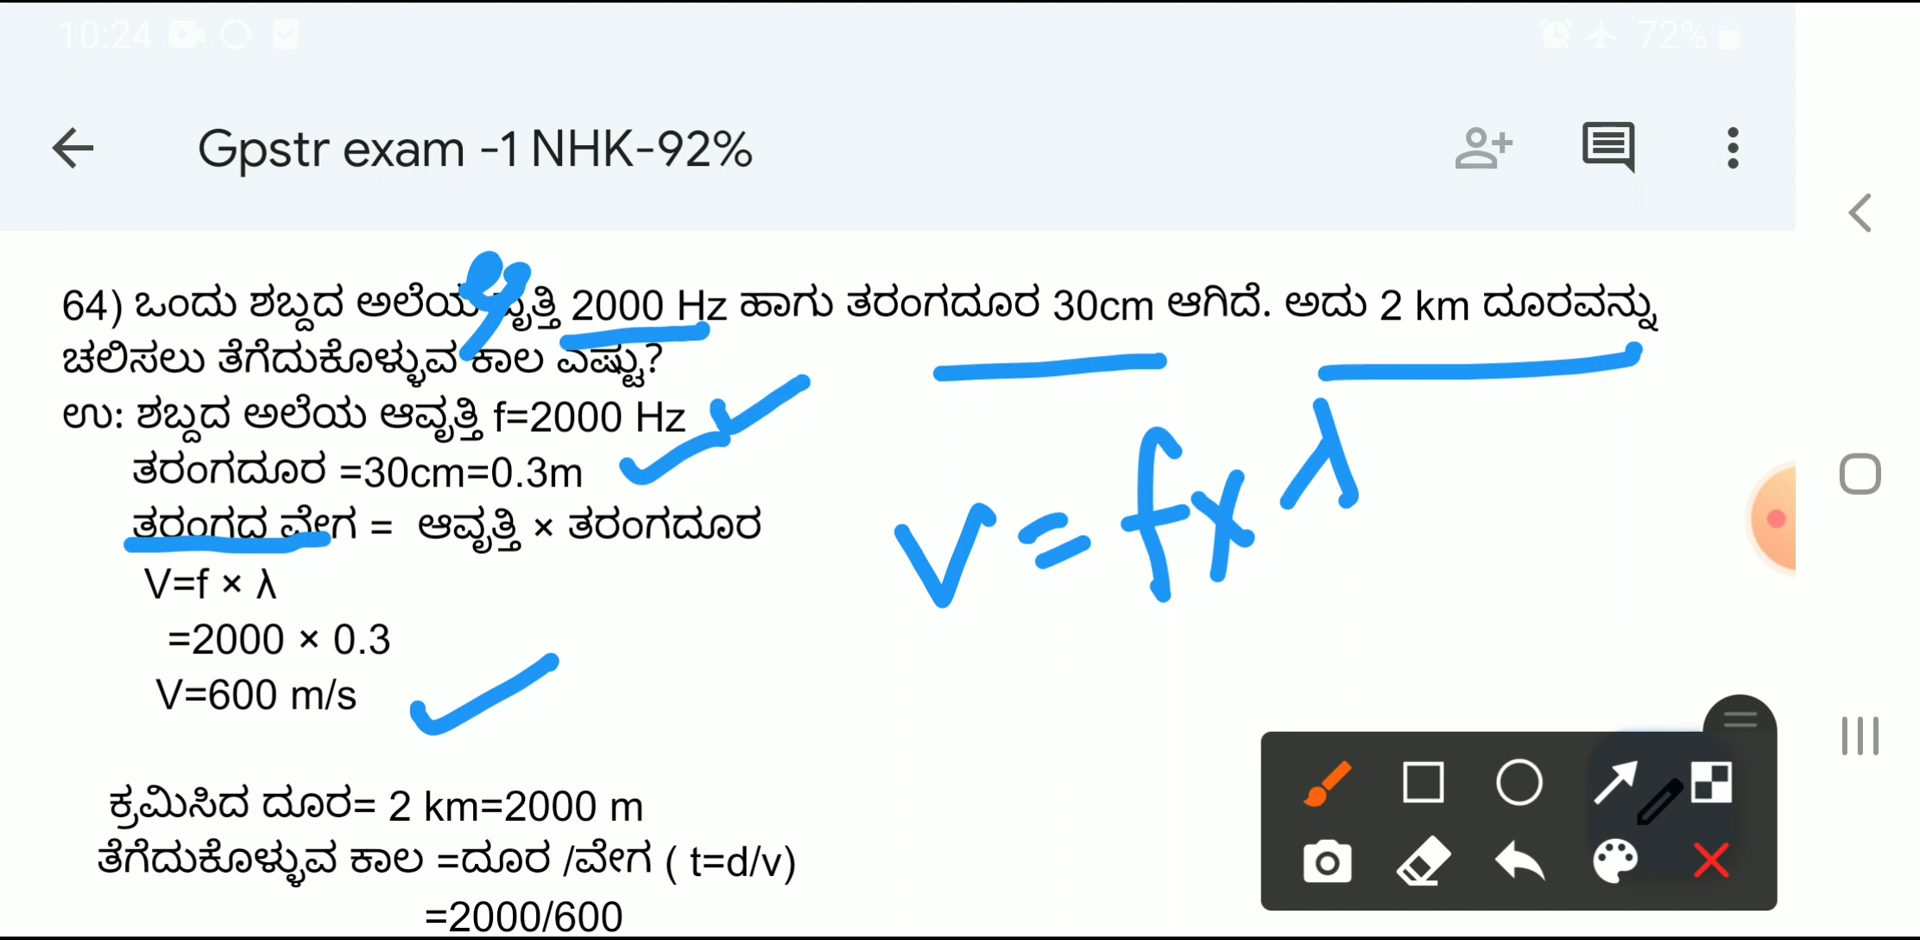 10:24 72%
Gpstr exam -1 NHK-92%
64) ಒಂದು ಶಬ್ದದ ಅಲೆಯ 2000 Hz ಹಾಗು ತರಂಗದೂರ 30cm ಆಗಿದೆ. ಅದು 2 km ದೂರವನ್ನು
ಚಲಿಸಲು ತೆಗೆದುಕೊಳ್ಳುವ ಕಾಲ ಎಷ್ಟು?
ಉ: ಶಬ್ದದ ಅಲೆಯ ಆವೃತ್ತಿ f=2000 Hz
ತರಂಗದೂರ =30cm=0.3m
ತರಂಗದ ವೇಗ = ಆವೃತ್ತಿ × ತರಂಗದೂರ
V = f x λ
V=f × λ
=2000 × 0.3
V=600 m/s
ಕ್ರಮಿಸಿದ ದೂರ= 2 km=2000 m
ತೆಗೆದುಕೊಳ್ಳುವ ಕಾಲ =ದೂರ /ವೇಗ ( t=d/v)
=2000/600